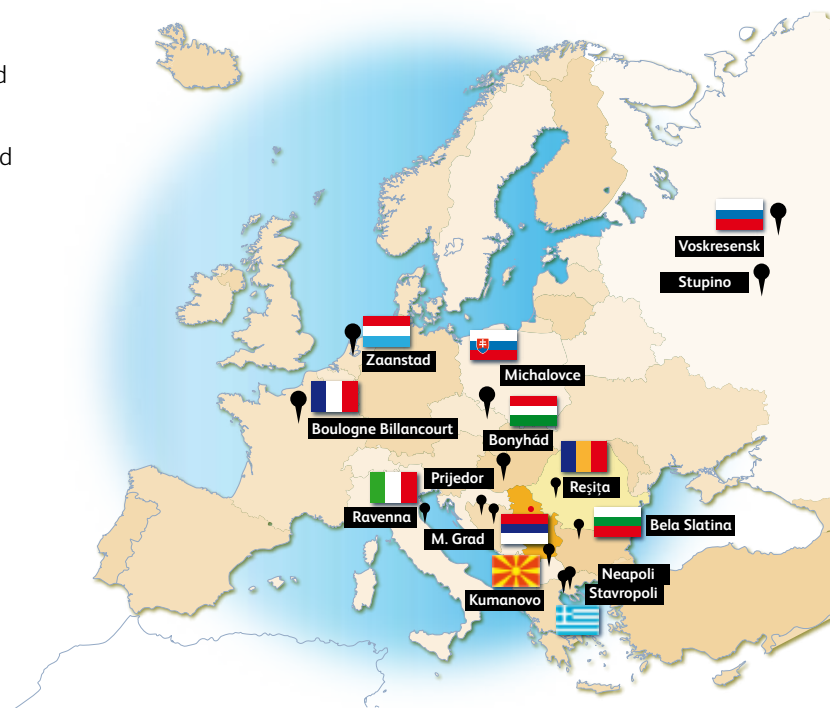 d
d
Voskresensk
Stupino
Zaanstad
Michalovce
Boulogne Billancourt
Bonyhád
Prijedor
Reșița
Ravenna
Bela Slatina
M. Grad
Neapoli
Stavropoli
Kumanovo